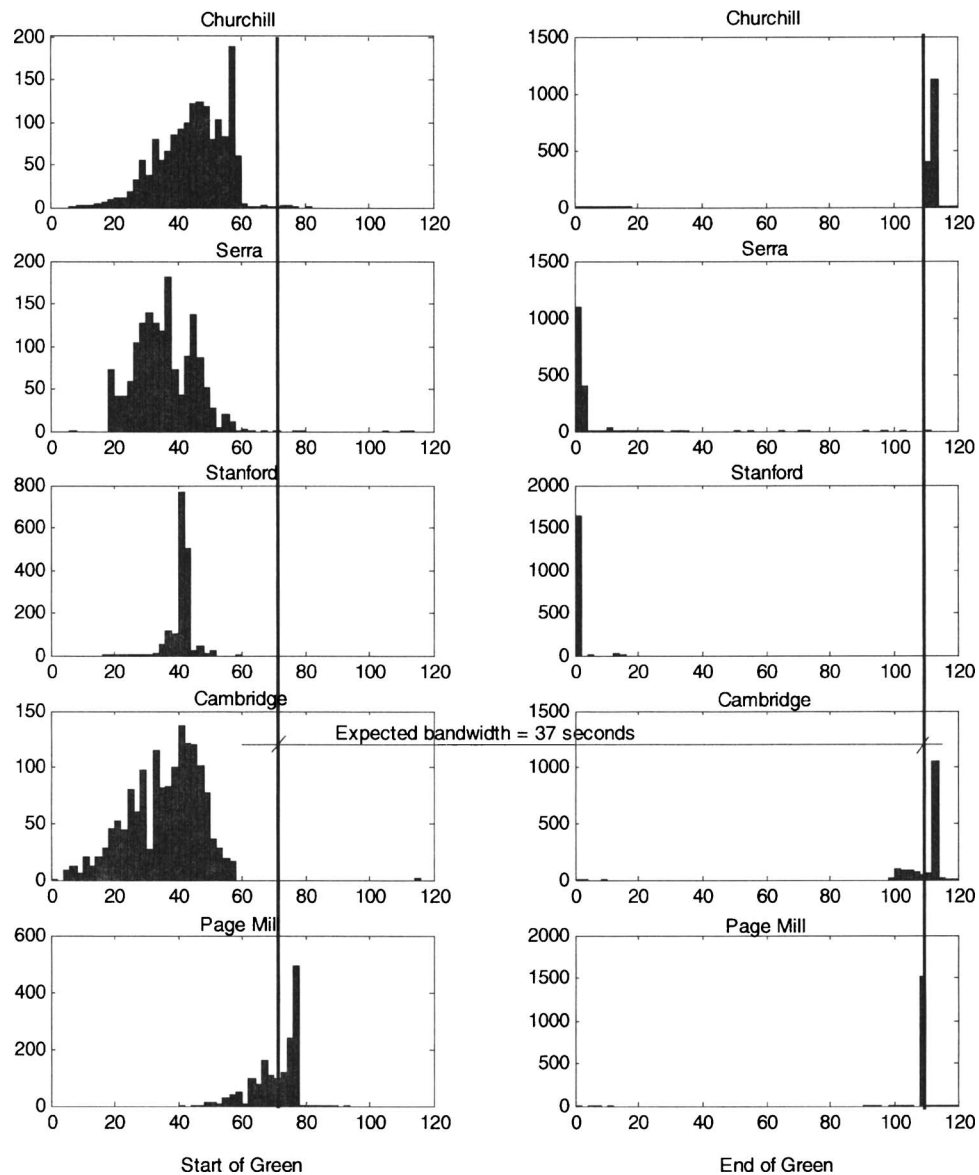 Churchill
200
150
100
50
0
0 20 40 60 80 100 120
Churchill
1500
1000
500
0
0 20 40 60 80 100 120
Serra
200
150
100
50
0
0 20 40 60 80 100 120
Serra
1500
1000
500
0
0 20 40 60 80 100 120
Stanford
800
600
400
200
0
0 20 40 60 80 100 120
Stanford
2000
1500
1000
500
0
0 20 40 60 80 100 120
Cambridge
150
100
50
0
0 20 40 60 80 100 120
Cambridge
1500
1000
500
0
0 20 40 60 80 100 120
Expected bandwidth = 37 seconds
Page Mill
600
400
200
0
0 20 40 60 80 100 120
Page Mill
2000
1500
1000
500
0
0 20 40 60 80 100 120
Start of Green
End of Green